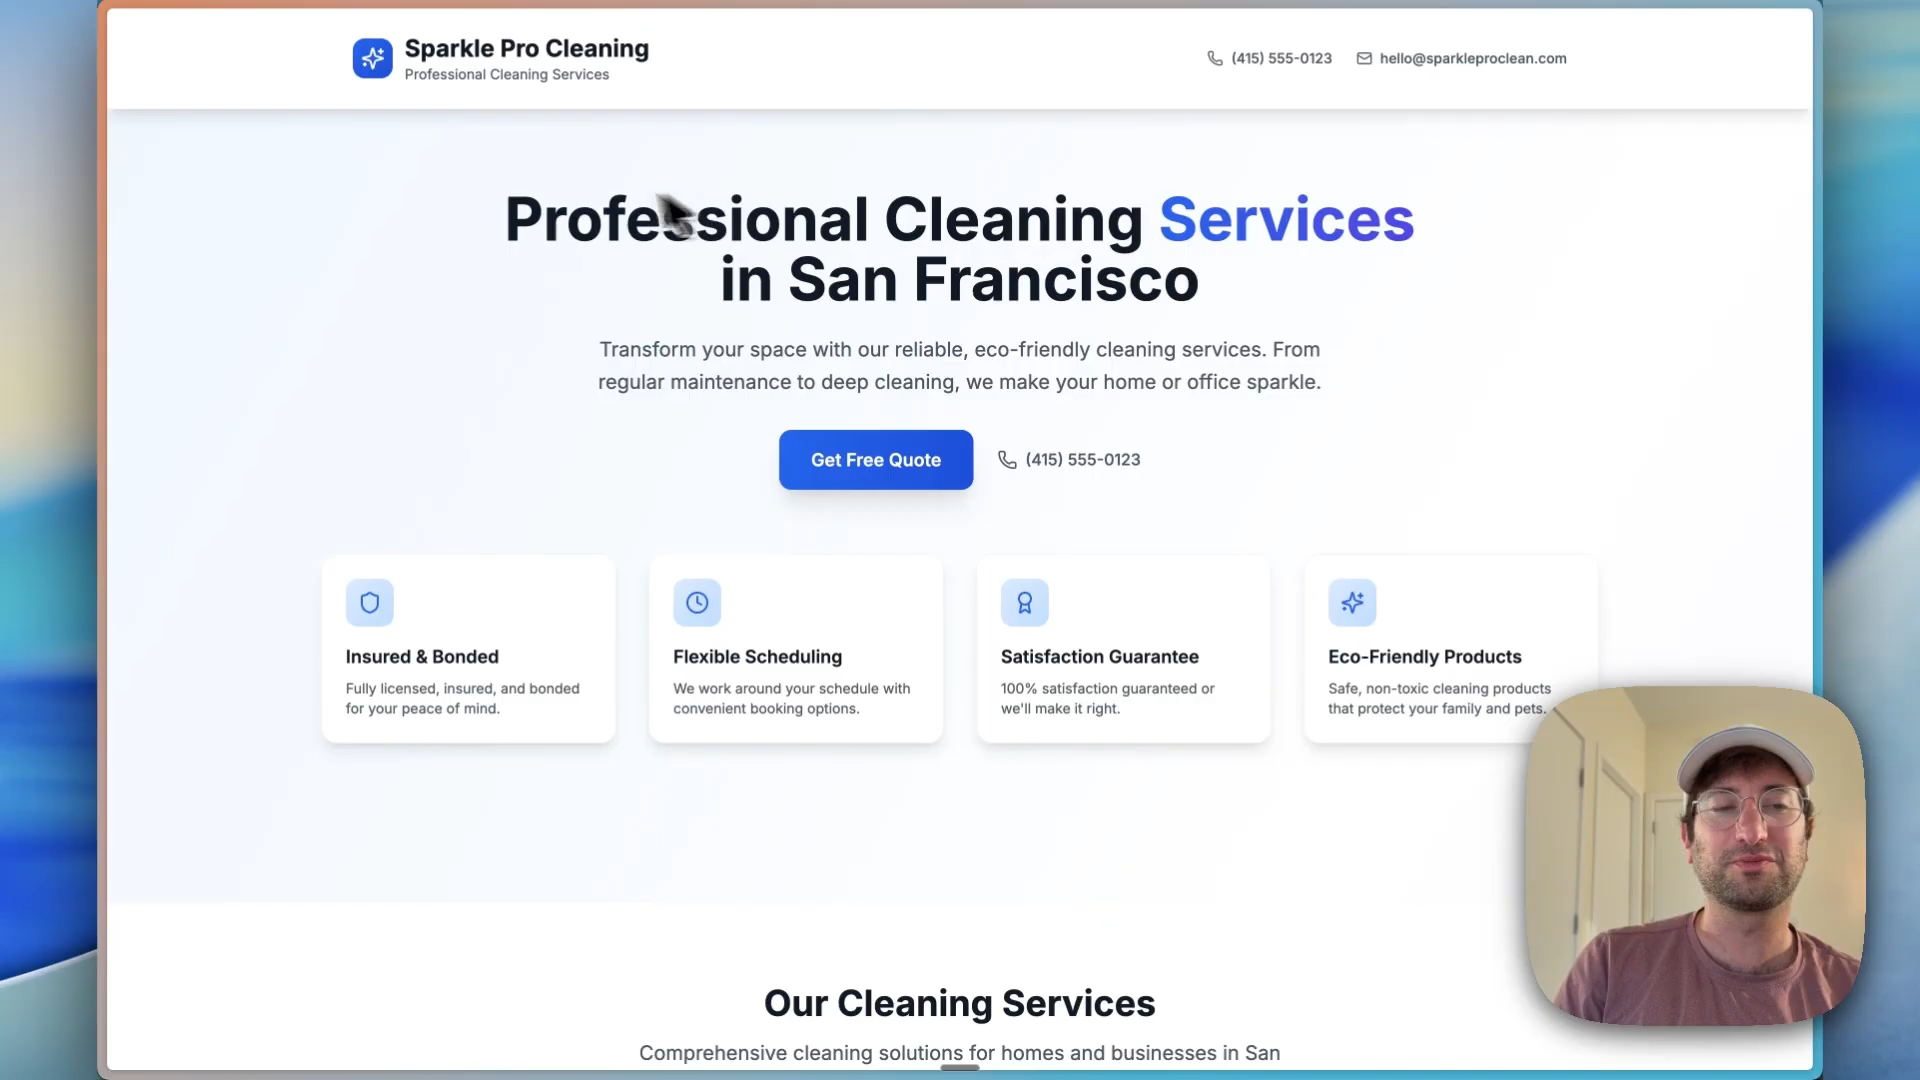 Sparkle Pro Cleaning
Professional Cleaning Services
(415) 555-0123
hello@sparkleproclean.com
Professional Cleaning Services
in San Francisco
Transform your space with our reliable, eco-friendly cleaning services. From
regular maintenance to deep cleaning, we make your home or office sparkle.
Get Free Quote
(415) 555-0123
Insured & Bonded
Fully licensed, insured, and bonded
for your peace of mind.
Flexible Scheduling
We work around your schedule with
convenient booking options.
Satisfaction Guarantee
100% satisfaction guaranteed or
we'll make it right.
Eco-Friendly Products
Safe, non-toxic cleaning products
that protect your family and pets.
Our Cleaning Services
Comprehensive cleaning solutions for homes and businesses in San